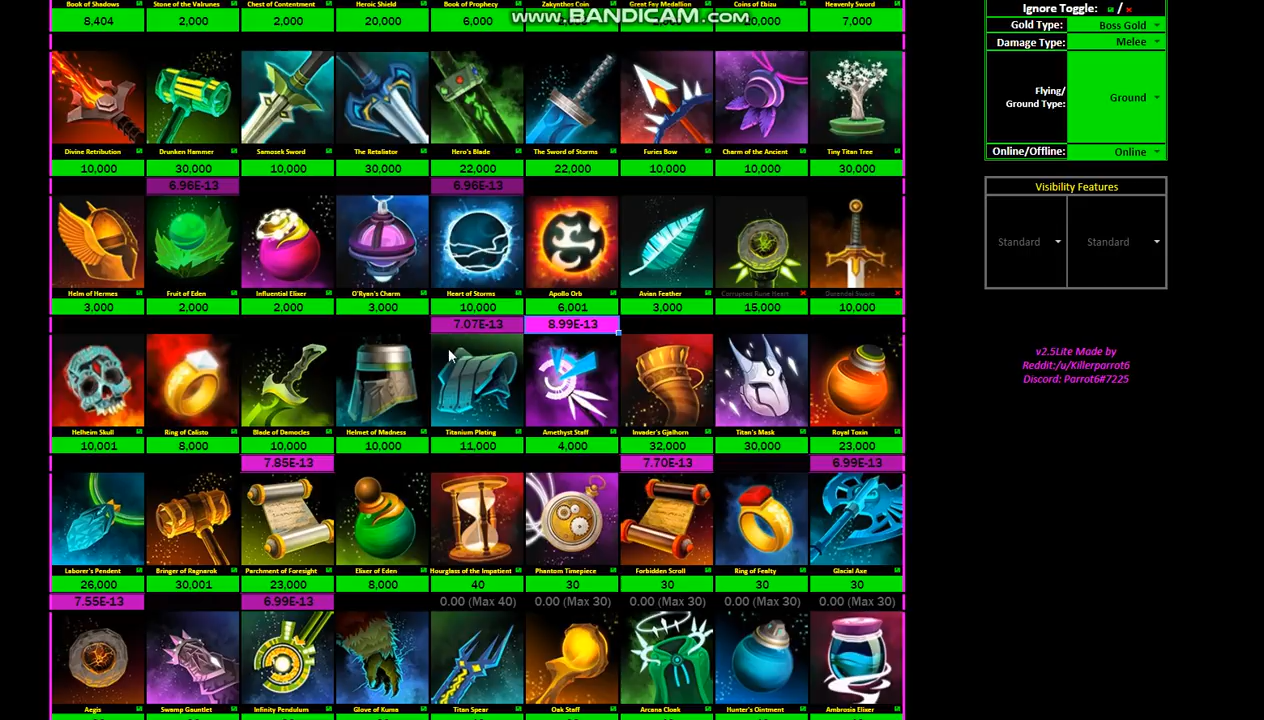 Book of Shadows Stone of the Valrunes Chest of Contentment Heroic Shield Book of Prophecy Zakynthos Coin Great Fay Medallion Coins of Ebizu Heavenly Sword
www.BANDICAM.com
8,404 2,000 2,000 20,000 6,000 7,000
Divine Retribution Drunken Hammer Samosek Sword The Retaliator Hero's Blade The Sword of Storms Furies Bow Charm of the Ancient Tiny Titan Tree
10,000 30,000 10,000 30,000 22,000 22,000 10,000 10,000 30,000
6.96E-13 6.96E-13
Helm of Hermes Fruit of Eden Influential Elixer O'Ryan's Charm Heart of Storms Apollo Orb Avian Feather Corrupted Rune Heart Durendal Sword
3,000 2,000 2,000 3,000 10,000 6,001 3,000 15,000 10,000
7.07E-13 8.99E-13
Helheim Skull Ring of Calisto Blade of Damocles Helmet of Madness Titanium Plating Amethyst Staff Invader's Gjalhorn Titan's Mask Royal Toxin
10,001 8,000 10,000 10,000 11,000 4,000 32,000 30,000 23,000
7.85E-13 7.70E-13 6.99E-13
Laborer's Pendent Bringer of Ragnarok Parchment of Foresight Elixer of Eden Hourglass of the Impatient Phantom Timepiece Forbidden Scroll Ring of Fealty Glacial Axe
26,000 30,001 23,000 8,000 40 30 30 30 30
7.55E-13 6.99E-13 0.00 (Max 40) 0.00 (Max 30) 0.00 (Max 30) 0.00 (Max 30) 0.00 (Max 30)
Aegis Swamp Gauntlet Infinity Pendulum Glove of Kuma Titan Spear Oak Staff Arcana Cloak Hunter's Ointment Ambrosia Elixer
Ignore Toggle: /
Gold Type: Boss Gold
Damage Type: Melee
Flying/
Ground Type: Ground
Online/Offline: Online
Visibility Features
Standard Standard
v2.5Lite Made by
Reddit:/u/Killerparrot6
Discord: Parrot6#7225